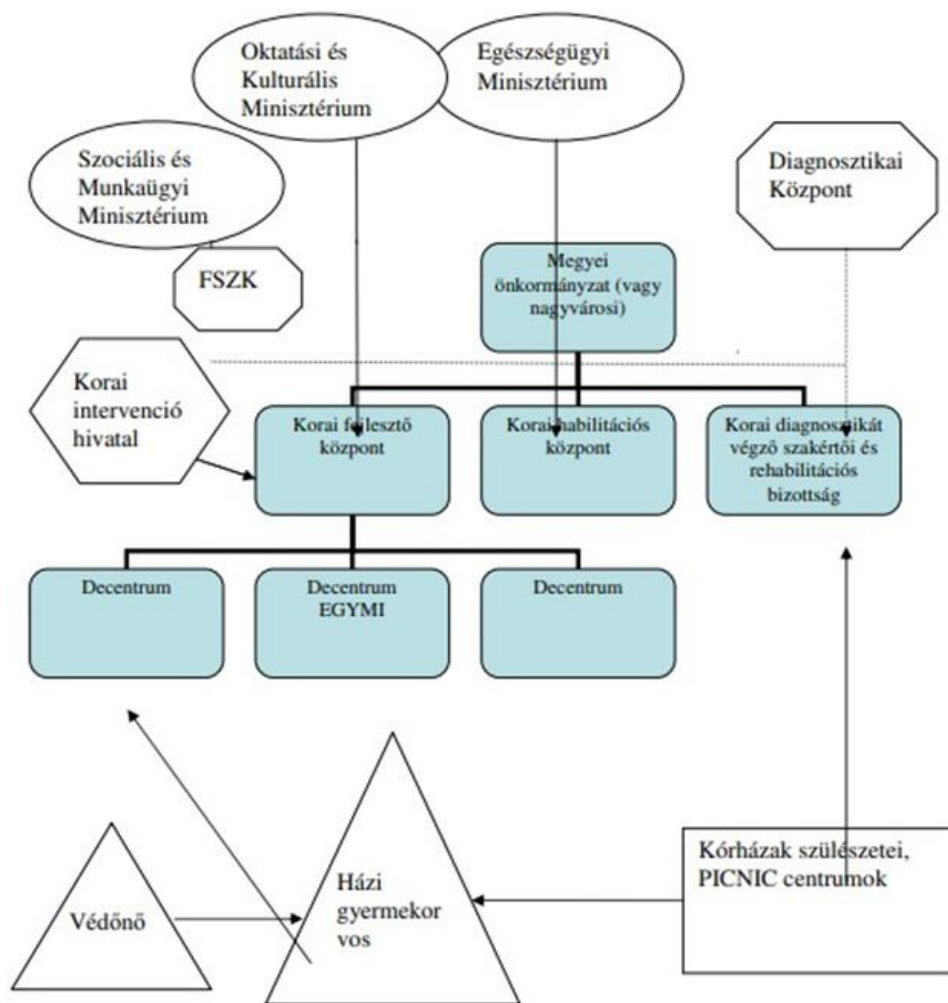 Oktatási és
Kulturális
Minisztérium
Egészségügyi
Minisztérium
Szociális és
Munkaügyi
Minisztérium
Diagnosztikai
Központ
FSZK
Megyei
önkormányzat (vagy
nagyvárosi)
Korai
intervenció
hivatal
Korai fejlesztő
központ
Korai habilitációs
központ
Korai diagnosztikát
végző szakértői és
rehabilitációs
bizottság
Decentrum
Decentrum
EGYMI
Decentrum
Védőnő
Házi
gyermekor
vos
Kórházak szülészetei,
PICNIC centrumok